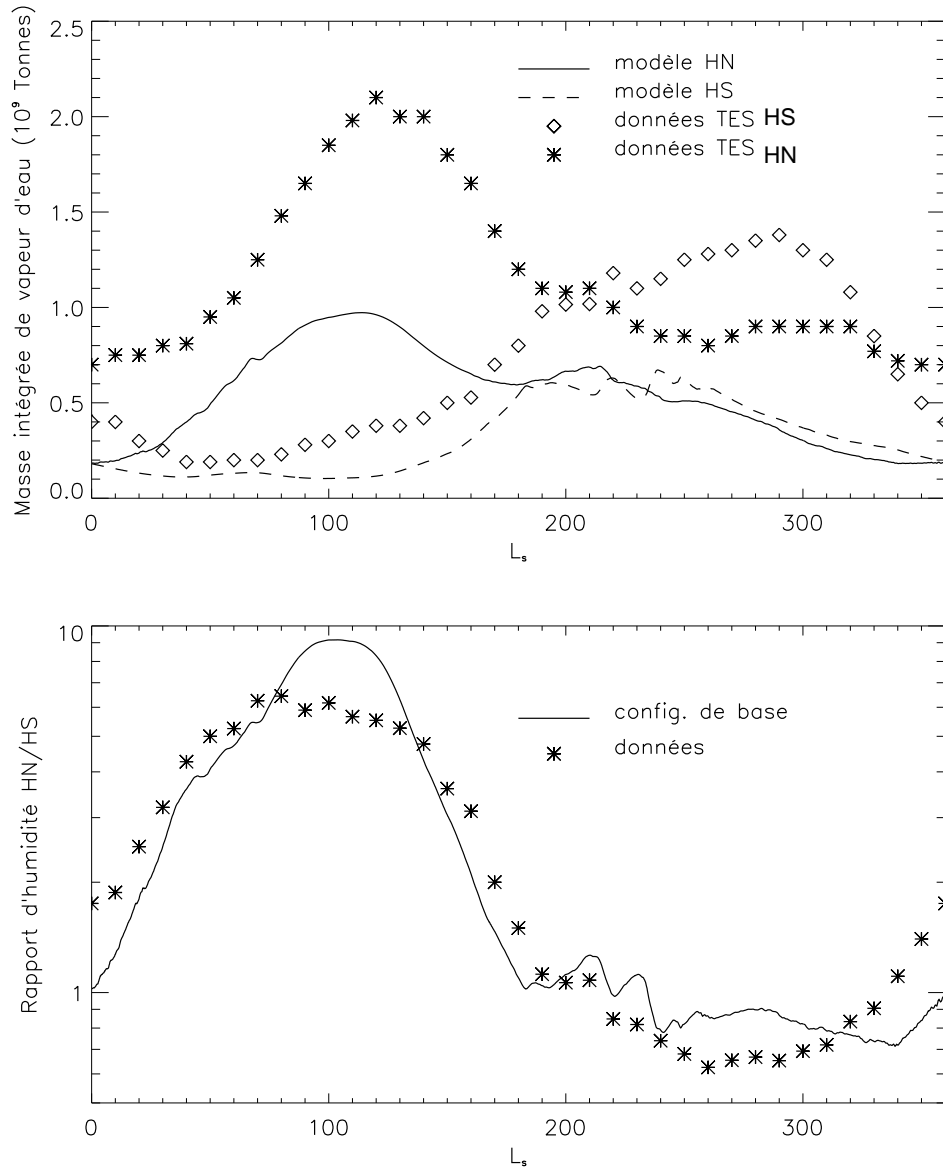 Masse intégrée de vapeur d'eau (10⁹ Tonnes)
2.5
2.0
1.5
1.0
0.5
0.0
modèle HN
modèle HS
données TES HS
données TES HN
0 100 200 300
Lₛ
Rapport d'humidité HN/HS
10
1
config. de base
données
0 100 200 300
Lₛ